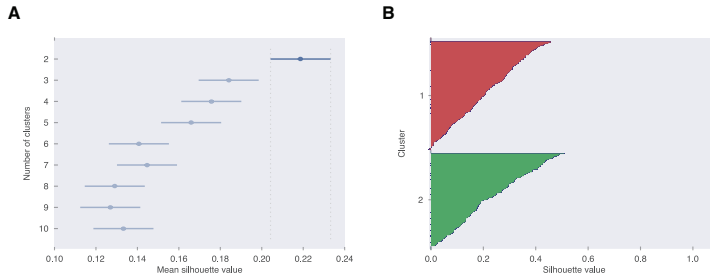 A
Number of clusters
2
3
4
5
6
7
8
9
10
0.10 0.12 0.14 0.16 0.18 0.20 0.22 0.24
Mean silhouette value
B
Cluster
1
2
0.0 0.2 0.4 0.6 0.8 1.0
Silhouette value